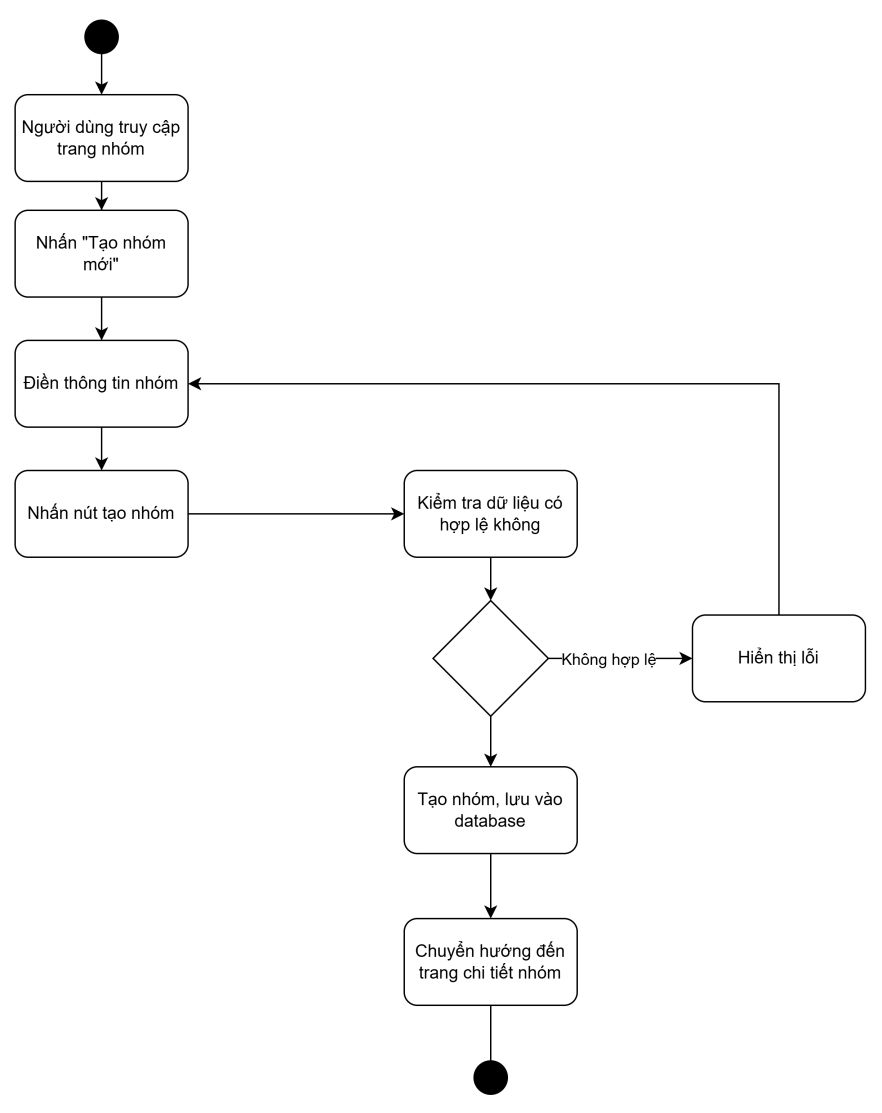 Người dùng truy cập
trang nhóm
Nhấn "Tạo nhóm
mới"
Điền thông tin nhóm
Nhấn nút tạo nhóm
Kiểm tra dữ liệu có
hợp lệ không
Không hợp lệ
Hiển thị lỗi
Tạo nhóm, lưu vào
database
Chuyển hướng đến
trang chi tiết nhóm